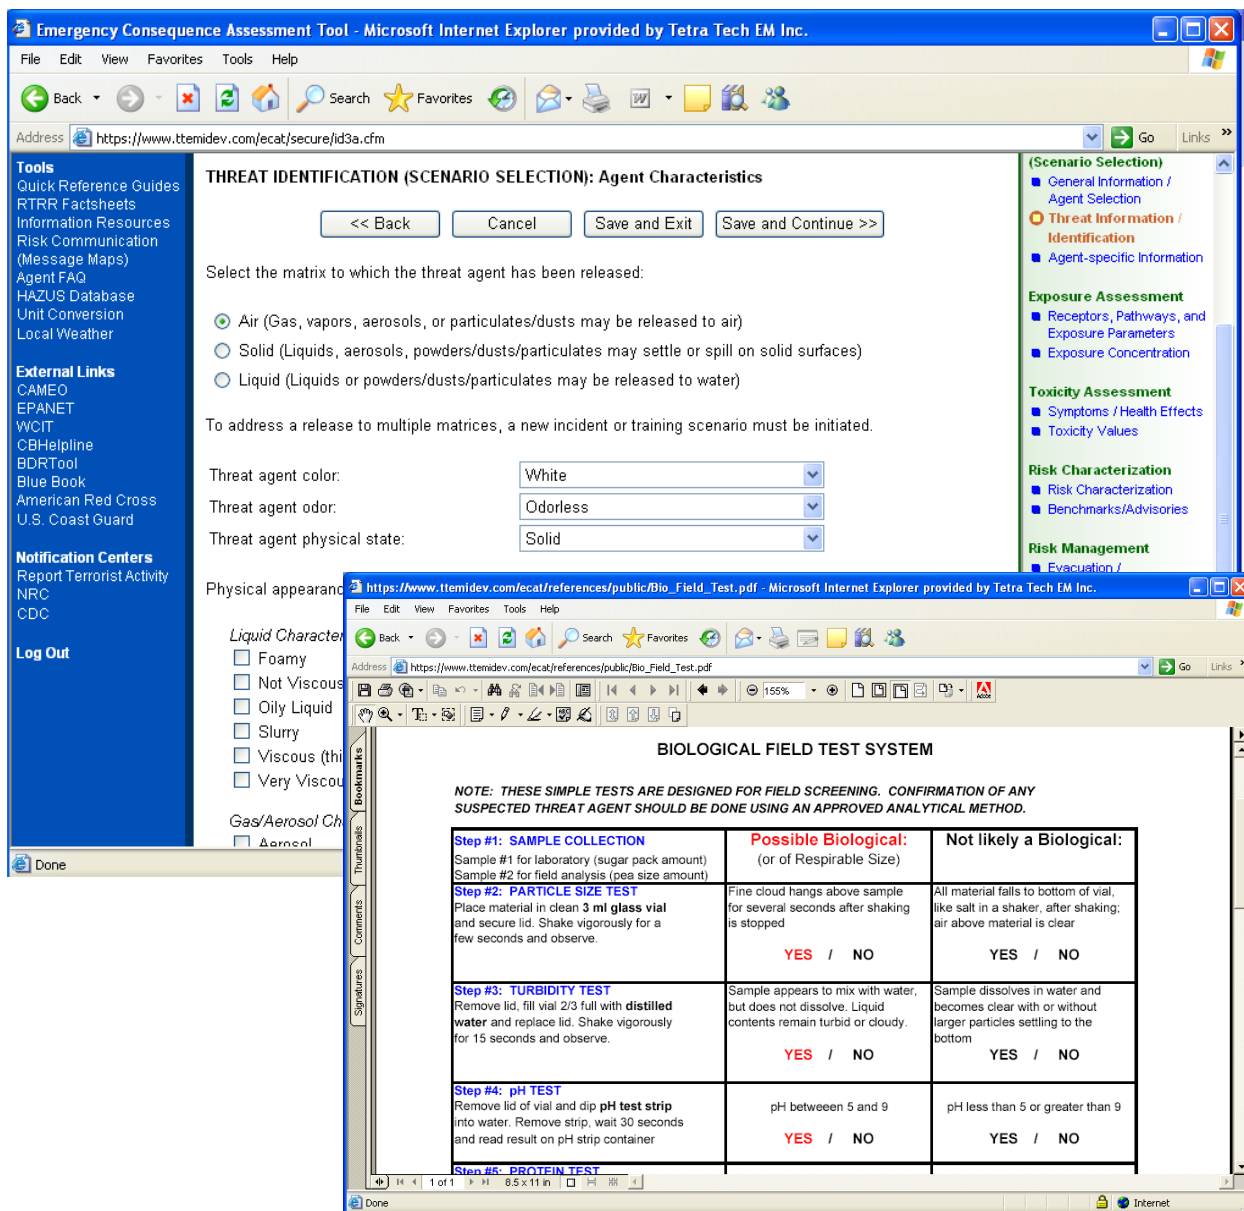 Emergency Consequence Assessment Tool - Microsoft Internet Explorer provided by Tetra Tech EM Inc.
File Edit View Favorites Tools Help
Back Search Favorites
Address https://www.ttemidev.com/ecat/secure/id3a.cfm Go Links »
Tools
Quick Reference Guides
RTRR Factsheets
Information Resources
Risk Communication
(Message Maps)
Agent FAQ
HAZUS Database
Unit Conversion
Local Weather
External Links
CAMEO
EPANET
WCIT
CBHelpline
BDRTool
Blue Book
American Red Cross
U.S. Coast Guard
Notification Centers
Report Terrorist Activity
NRC
CDC
Log Out
THREAT IDENTIFICATION (SCENARIO SELECTION): Agent Characteristics
<< Back Cancel Save and Exit Save and Continue >>
Select the matrix to which the threat agent has been released:
Air (Gas, vapors, aerosols, or particulates/dusts may be released to air)
Solid (Liquids, aerosols, powders/dusts/particulates may settle or spill on solid surfaces)
Liquid (Liquids or powders/dusts/particulates may be released to water)
To address a release to multiple matrices, a new incident or training scenario must be initiated.
Threat agent color: White
Threat agent odor: Odorless
Threat agent physical state: Solid
Physical appearanc
Liquid Character
Foamy
Not Viscous
Oily Liquid
Slurry
Viscous (thi
Very Viscou
Gas/Aerosol Ch
Aerosol
(Scenario Selection)
General Information /
Agent Selection
Threat Information /
Identification
Agent-specific Information
Exposure Assessment
Receptors, Pathways, and
Exposure Parameters
Exposure Concentration
Toxicity Assessment
Symptoms / Health Effects
Toxicity Values
Risk Characterization
Risk Characterization
Benchmarks/Advisories
Risk Management
Evacuation /
Done
https://www.ttemidev.com/ecat/references/public/Bio_Field_Test.pdf - Microsoft Internet Explorer provided by Tetra Tech EM Inc.
File Edit View Favorites Tools Help
Back Search Favorites
Address https://www.ttemidev.com/ecat/references/public/Bio_Field_Test.pdf Go Links
155%
Bookmarks
Thumbnails
Comments
Signatures
BIOLOGICAL FIELD TEST SYSTEM
NOTE: THESE SIMPLE TESTS ARE DESIGNED FOR FIELD SCREENING. CONFIRMATION OF ANY
SUSPECTED THREAT AGENT SHOULD BE DONE USING AN APPROVED ANALYTICAL METHOD.
Step #1: SAMPLE COLLECTION
Sample #1 for laboratory (sugar pack amount)
Sample #2 for field analysis (pea size amount)
Possible Biological:
(or of Respirable Size)
Not likely a Biological:
Step #2: PARTICLE SIZE TEST
Place material in clean 3 ml glass vial
and secure lid. Shake vigorously for a
few seconds and observe.
Fine cloud hangs above sample
for several seconds after shaking
is stopped
YES / NO
All material falls to bottom of vial,
like salt in a shaker, after shaking;
air above material is clear
YES / NO
Step #3: TURBIDITY TEST
Remove lid, fill vial 2/3 full with distilled
water and replace lid. Shake vigorously
for 15 seconds and observe.
Sample appears to mix with water,
but does not dissolve. Liquid
contents remain turbid or cloudy.
YES / NO
Sample dissolves in water and
becomes clear with or without
larger particles settling to the
bottom
YES / NO
Step #4: pH TEST
Remove lid of vial and dip pH test strip
into water. Remove strip, wait 30 seconds
and read result on pH strip container
pH betweeen 5 and 9
YES / NO
pH less than 5 or greater than 9
YES / NO
Step #5: PROTEIN TEST
1 of 1 8.5 x 11 in
Done Internet